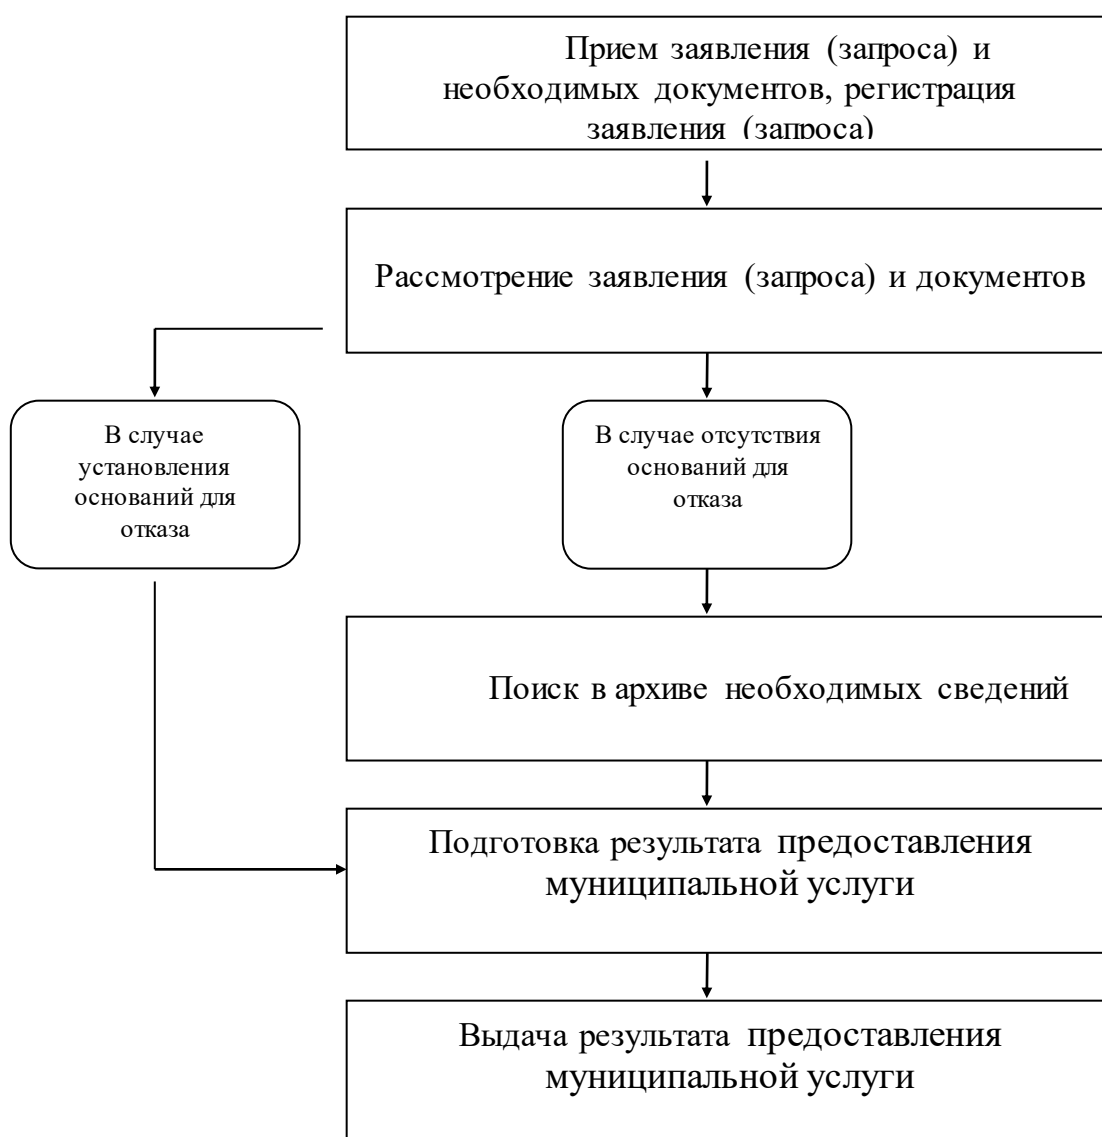 Прием заявления (запроса) и
необходимых документов, регистрация
заявления (запроса)
Рассмотрение заявления (запроса) и документов
В случае
установления
оснований для
отказа
В случае отсутствия
оснований для
отказа
Поиск в архиве необходимых сведений
Подготовка результата предоставления
муниципальной услуги
Выдача результата предоставления
муниципальной услуги